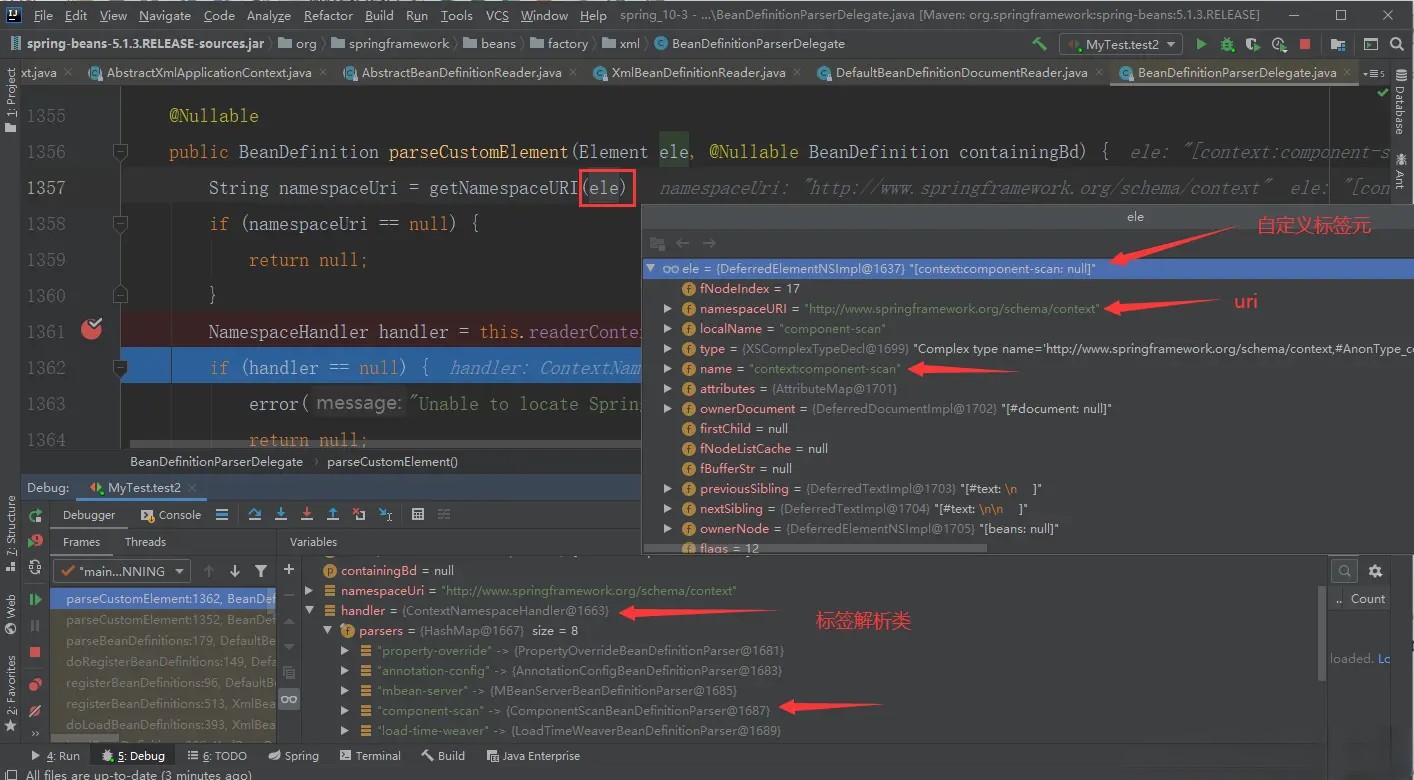 File Edit View Navigate Code Analyze Refactor Build Run Tools VCS Window Help spring_10-3 - ...\BeanDefinitionParserDelegate.java [Maven: org.springframework:spring-beans:5.1.3.RELEASE]
spring-beans-5.1.3.RELEASE-sources.jar org springframework beans factory xml BeanDefinitionParserDelegate MyTest.test2
xt.java AbstractXmlApplicationContext.java AbstractBeanDefinitionReader.java XmlBeanDefinitionReader.java DefaultBeanDefinitionDocumentReader.java BeanDefinitionParserDelegate.java 5
1: Project
Database
Ant
1355 @Nullable
1356 public BeanDefinition parseCustomElement(Element ele, @Nullable BeanDefinition containingBd) { ele: "[context:component-s
1357 String namespaceUri = getNamespaceURI(ele) namespaceUri: "http://www.springframework.org/schema/context" ele: "[con
1358 if (namespaceUri == null) {
1359 return null;
1360 }
1361 NamespaceHandler handler = this.readerConte
1362 if (handler == null) { handler: ContextNam
1363 error( message: "Unable to locate Sprin
1364 return null;
BeanDefinitionParserDelegate parseCustomElement()
ele
自定义标签元
ele = {DeferredElementNSImpl@1637} "[context:component-scan: null]"
fNodeIndex = 17
namespaceURI = "http://www.springframework.org/schema/context"
uri
localName = "component-scan"
type = {XSComplexTypeDecl@1699} "Complex type name='http://www.springframework.org/schema/context,#AnonType_co
name = "context:component-scan"
attributes = {AttributeMap@1701}
ownerDocument = {DeferredDocumentImpl@1702} "[#document: null]"
firstChild = null
fNodeListCache = null
fBufferStr = null
previousSibling = {DeferredTextImpl@1703} "[#text: \n ]"
nextSibling = {DeferredTextImpl@1704} "[#text: \n\n ]"
ownerNode = {DeferredElementNSImpl@1705} "[beans: null]"
flags = 12
Debug: MyTest.test2
Debugger Console
Frames Threads Variables
"main...NNING
parseCustomElement:1362, BeanDef
parseCustomElement:1352, BeanDef
parseBeanDefinitions:179, DefaultBe
doRegisterBeanDefinitions:149, Defa
registerBeanDefinitions:96, DefaultB
registerBeanDefinitions:513, XmlBea
doLoadBeanDefinitions:393, XmlBea
containingBd = null
namespaceUri = "http://www.springframework.org/schema/context"
handler = {ContextNamespaceHandler@1663}
标签解析类
parsers = {HashMap@1667} size = 8
"property-override" -> {PropertyOverrideBeanDefinitionParser@1681}
"annotation-config" -> {AnnotationConfigBeanDefinitionParser@1683}
"mbean-server" -> {MBeanServerBeanDefinitionParser@1685}
"component-scan" -> {ComponentScanBeanDefinitionParser@1687}
"load-time-weaver" -> {LoadTimeWeaverBeanDefinitionParser@1689}
.. Count
loaded. Lo
7: Structure
Web
2: Favorites
4: Run 5: Debug 6: TODO Spring Terminal Build Java Enterprise
All files are up-to-date (3 minutes ago)